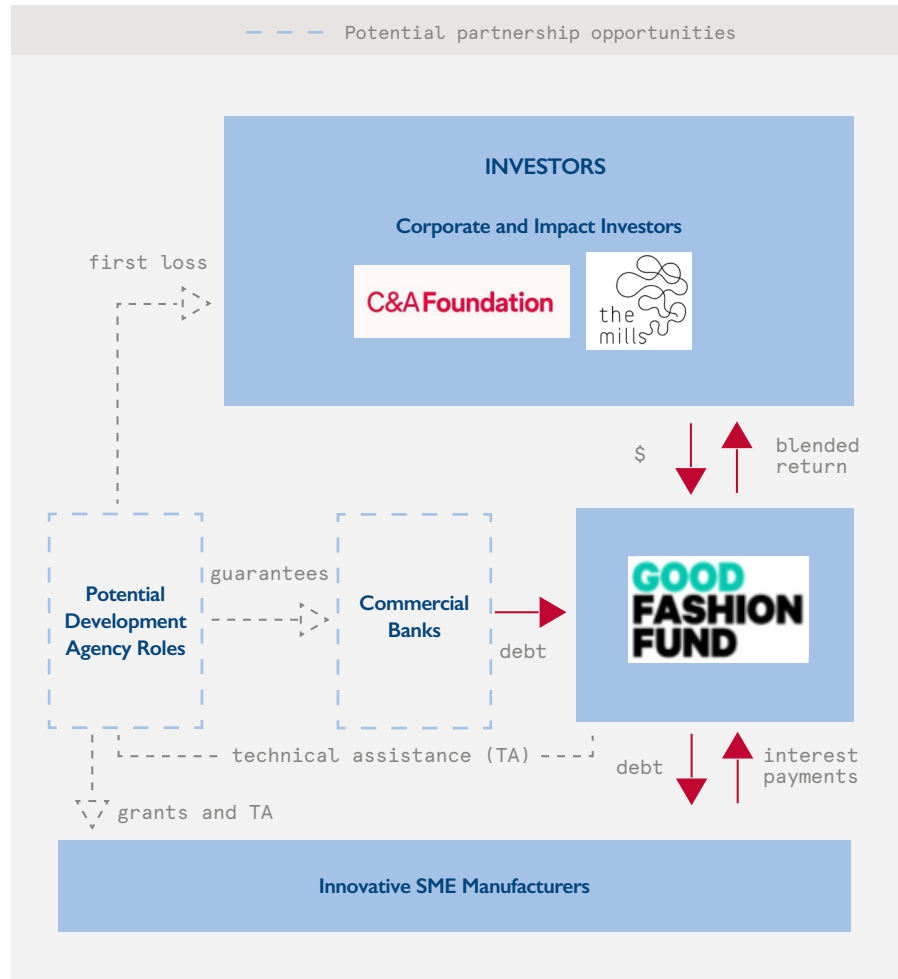 Potential partnership opportunities
INVESTORS
Corporate and Impact Investors
C&A Foundation
the
mills
first loss
$
blended
return
Potential
Development
Agency Roles
guarantees
Commercial
Banks
debt
GOOD
FASHION
FUND
technical assistance (TA)
debt
interest
payments
grants and TA
Innovative SME Manufacturers